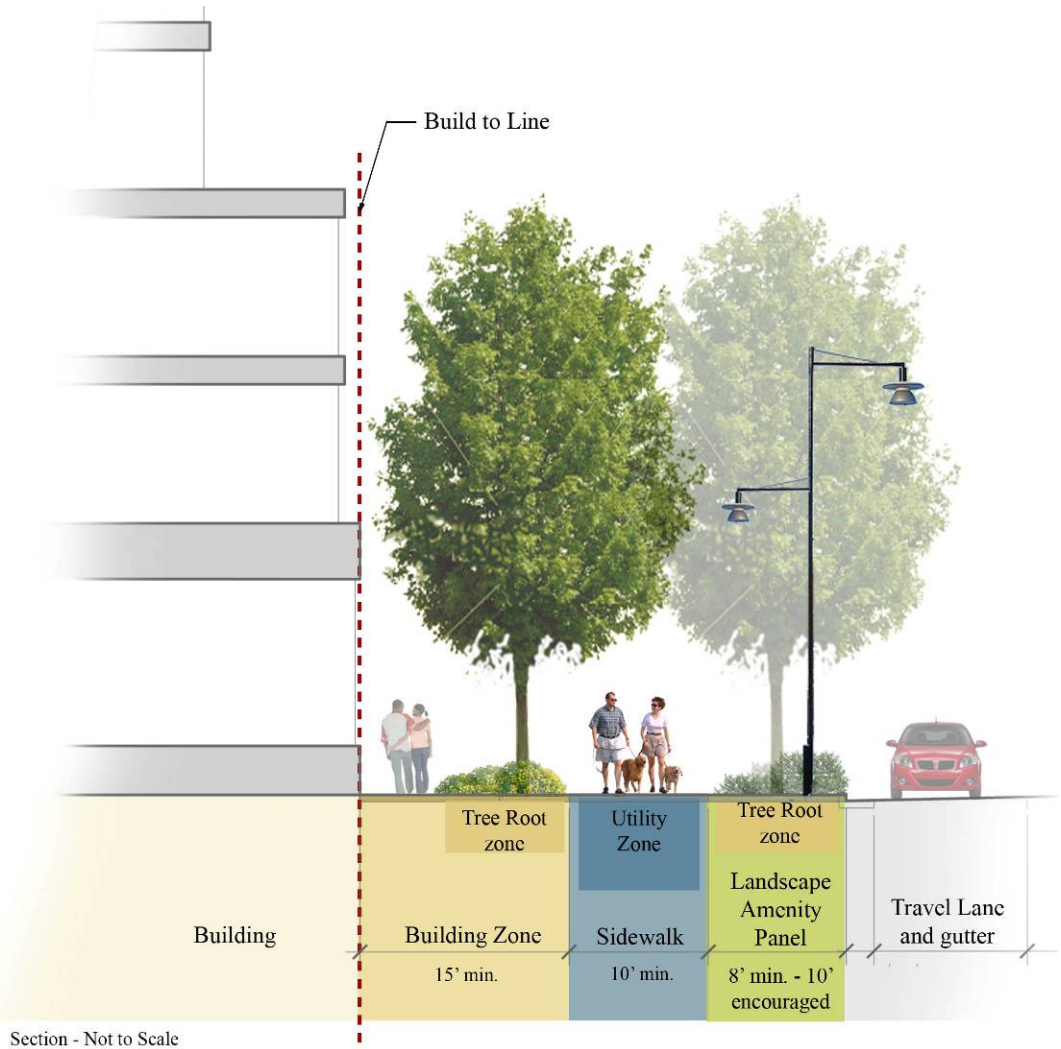 Build to Line
Tree Root
zone
Utility
Zone
Tree Root
zone
Landscape
Amenity
Panel
Building
Building Zone
Sidewalk
Travel Lane
and gutter
15’ min.
10’ min.
8’ min. - 10’
encouraged
Section - Not to Scale